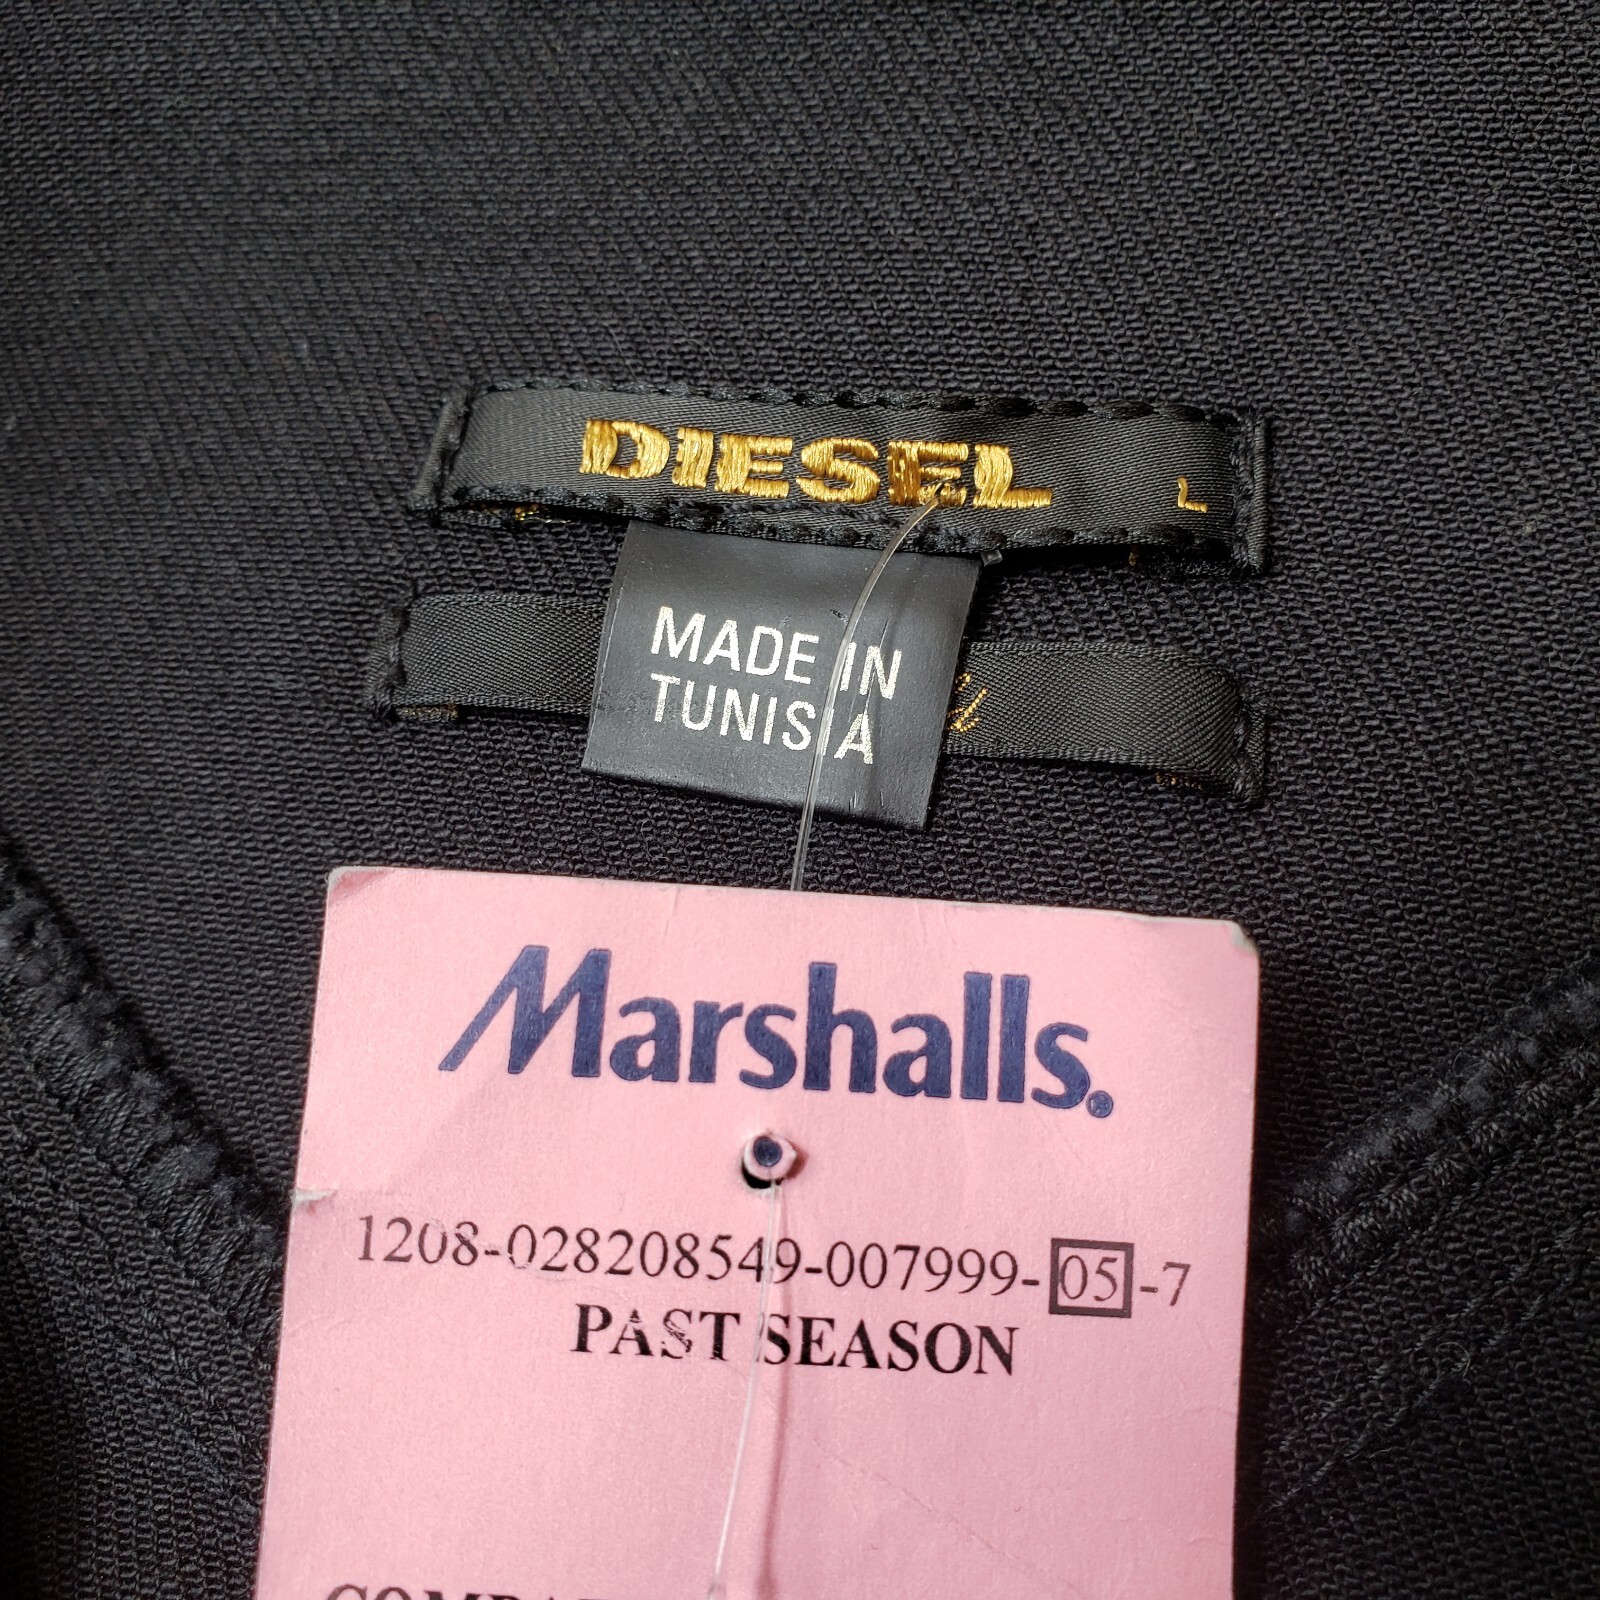 DIESEL L
MADE IN
TUNISIA
Marshalls.
1208-028208549-007999-05-7
PAST SEASON